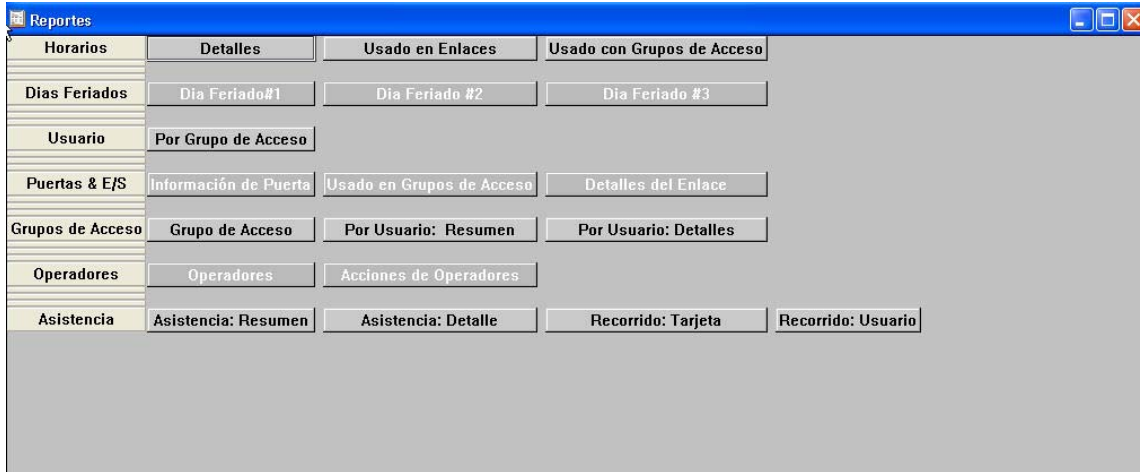 Reportes
Horarios Detalles Usado en Enlaces Usado con Grupos de Acceso
Dias Feriados Dia Feriado#1 Dia Feriado #2 Dia Feriado #3
Usuario Por Grupo de Acceso
Puertas & E/S Información de Puerta Usado en Grupos de Acceso Detalles del Enlace
Grupos de Acceso Grupo de Acceso Por Usuario: Resumen Por Usuario: Detalles
Operadores Operadores Acciones de Operadores
Asistencia Asistencia: Resumen Asistencia: Detalle Recorrido: Tarjeta Recorrido: Usuario